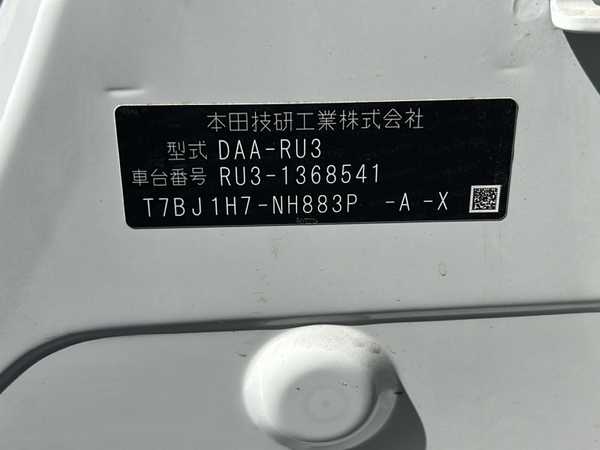 本田技研工業株式会社
型式 DAA-RU3
車台番号 RU3-1368541
T7BJ1H7-NH883P -A -X